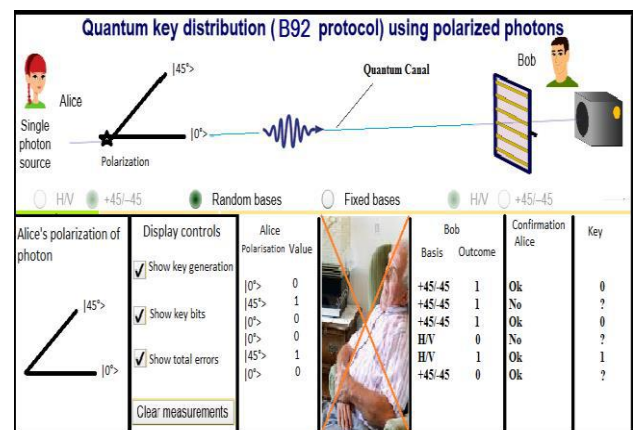 Quantum key distribution ( B92 protocol) using polarized photons
Alice
Single
photon
source
|45°>
|0°>
Polarization
Quantum Canal
Bob
H/V +45/-45 Random bases Fixed bases H/V +45/-45
Alice's polarization of
photon
|45°>
|0°>
Display controls
Show key generation
Show key bits
Show total errors
Clear measurements
Alice
Polarisation Value
|0°> 0
|45°> 1
|0°> 0
|0°> 0
|45°> 1
|0°> 0
Bob
Basis Outcome
+45/-45 1
+45/-45 1
+45/-45 1
H/V 0
H/V 1
+45/-45 0
Confirmation
Alice
Ok
No
Ok
No
Ok
Ok
Key
0
?
0
?
1
?